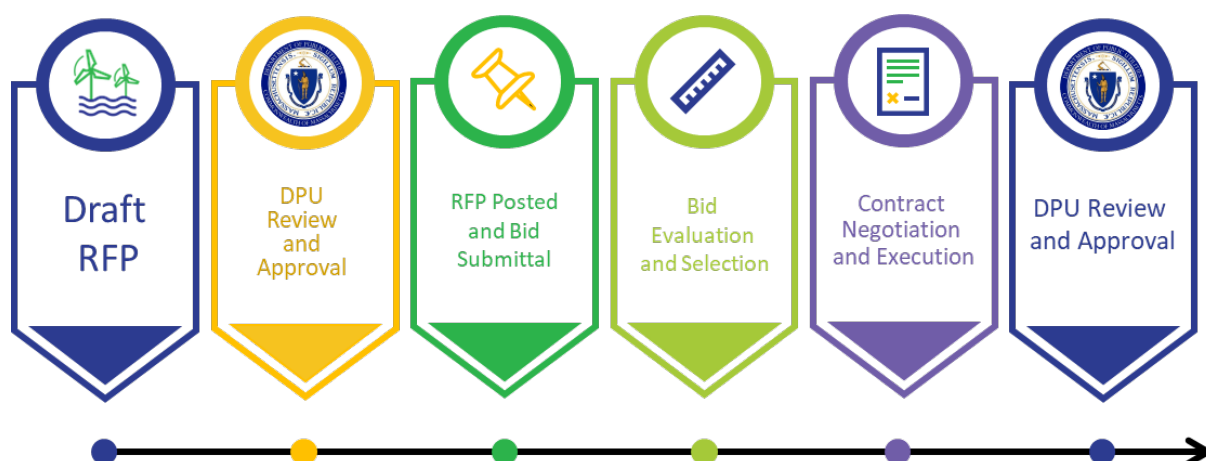 Draft
RFP
DPU
Review
and
Approval
RFP Posted
and Bid
Submittal
Bid
Evaluation
and Selection
Contract
Negotiation
and Execution
DPU Review
and Approval